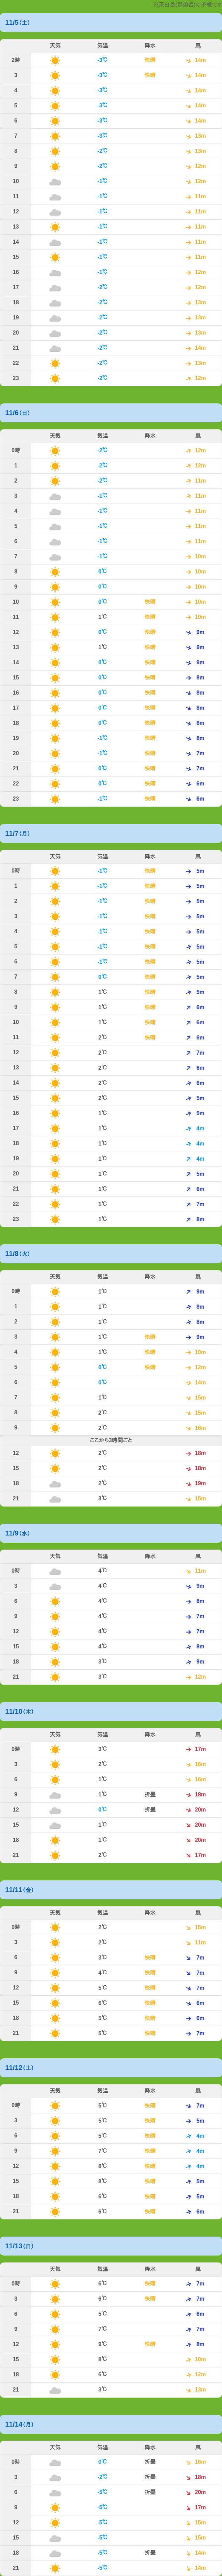 ※茶臼岳(那須岳)の予報です
11/5(土)
天気 気温 降水 風
2時 -3℃ 快晴 14m
3 -3℃ 快晴 14m
4 -3℃ 14m
5 -3℃ 14m
6 -3℃ 14m
7 -3℃ 13m
8 -2℃ 13m
9 -2℃ 12m
10 -1℃ 12m
11 -1℃ 11m
12 -1℃ 11m
13 -1℃ 11m
14 -1℃ 11m
15 -1℃ 11m
16 -1℃ 12m
17 -2℃ 12m
18 -2℃ 13m
19 -2℃ 13m
20 -2℃ 13m
21 -2℃ 14m
22 -2℃ 13m
23 -2℃ 12m
11/6(日)
天気 気温 降水 風
0時 -2℃ 12m
1 -2℃ 12m
2 -2℃ 11m
3 -1℃ 11m
4 -1℃ 11m
5 -1℃ 11m
6 -1℃ 11m
7 -1℃ 10m
8 0℃ 10m
9 0℃ 10m
10 0℃ 快晴 10m
11 1℃ 快晴 10m
12 0℃ 快晴 9m
13 1℃ 快晴 9m
14 0℃ 快晴 9m
15 0℃ 快晴 8m
16 0℃ 快晴 8m
17 0℃ 快晴 8m
18 0℃ 快晴 8m
19 -1℃ 快晴 8m
20 -1℃ 快晴 7m
21 0℃ 快晴 7m
22 0℃ 快晴 6m
23 -1℃ 快晴 6m
11/7(月)
天気 気温 降水 風
0時 -1℃ 快晴 5m
1 -1℃ 快晴 5m
2 -1℃ 快晴 5m
3 -1℃ 快晴 5m
4 -1℃ 快晴 5m
5 -1℃ 快晴 5m
6 -1℃ 快晴 5m
7 0℃ 快晴 5m
8 1℃ 快晴 5m
9 1℃ 快晴 6m
10 1℃ 快晴 6m
11 2℃ 快晴 6m
12 2℃ 7m
13 2℃ 6m
14 2℃ 6m
15 2℃ 5m
16 1℃ 5m
17 1℃ 4m
18 1℃ 4m
19 1℃ 4m
20 1℃ 5m
21 1℃ 6m
22 1℃ 7m
23 1℃ 8m
11/8(火)
天気 気温 降水 風
0時 1℃ 9m
1 1℃ 8m
2 1℃ 8m
3 1℃ 快晴 9m
4 1℃ 快晴 10m
5 0℃ 快晴 12m
6 0℃ 14m
7 1℃ 15m
8 2℃ 15m
9 2℃ 16m
ここから3時間ごと
12 2℃ 18m
15 2℃ 18m
18 2℃ 19m
21 3℃ 15m
11/9(水)
天気 気温 降水 風
0時 4℃ 11m
3 4℃ 9m
6 4℃ 8m
9 4℃ 7m
12 4℃ 7m
15 4℃ 8m
18 3℃ 9m
21 3℃ 12m
11/10(木)
天気 気温 降水 風
0時 3℃ 17m
3 2℃ 16m
6 1℃ 16m
9 1℃ 折曇 18m
12 0℃ 折曇 20m
15 1℃ 20m
18 1℃ 20m
21 2℃ 17m
11/11(金)
天気 気温 降水 風
0時 2℃ 15m
3 2℃ 11m
6 3℃ 快晴 7m
9 4℃ 快晴 7m
12 5℃ 快晴 7m
15 6℃ 快晴 6m
18 5℃ 快晴 6m
21 5℃ 快晴 7m
11/12(土)
天気 気温 降水 風
0時 5℃ 快晴 7m
3 5℃ 快晴 5m
6 5℃ 快晴 4m
9 7℃ 快晴 4m
12 8℃ 快晴 4m
15 8℃ 快晴 5m
18 6℃ 快晴 5m
21 6℃ 快晴 6m
11/13(日)
天気 気温 降水 風
0時 6℃ 快晴 7m
3 6℃ 快晴 7m
6 5℃ 6m
9 7℃ 7m
12 9℃ 快晴 8m
15 8℃ 10m
18 6℃ 12m
21 3℃ 13m
11/14(月)
天気 気温 降水 風
0時 0℃ 折曇 16m
3 -2℃ 折曇 18m
6 -5℃ 折曇 20m
9 -5℃ 17m
12 -5℃ 15m
15 -5℃ 15m
18 -5℃ 折曇 14m
21 -5℃ 14m